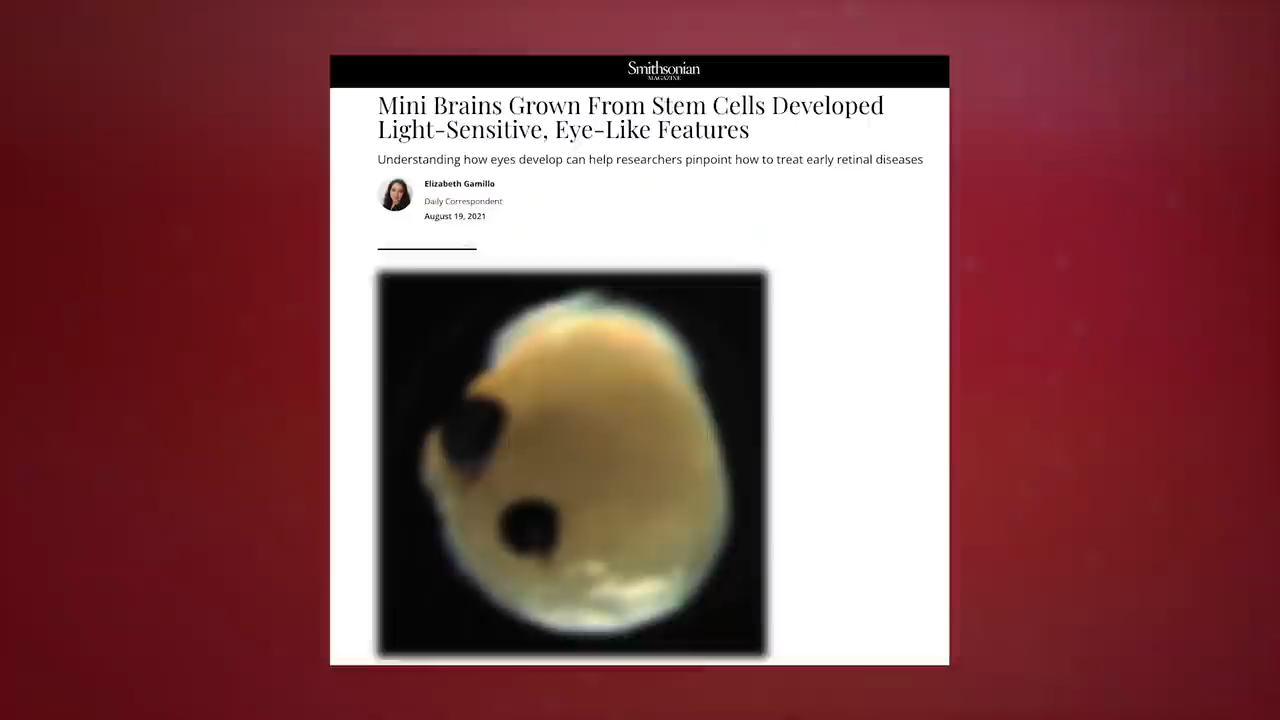 Smithsonian
MAGAZINE
Mini Brains Grown From Stem Cells Developed
Light-Sensitive, Eye-Like Features
Understanding how eyes develop can help researchers pinpoint how to treat early retinal diseases
Elizabeth Gamillo
Daily Correspondent
August 19, 2021